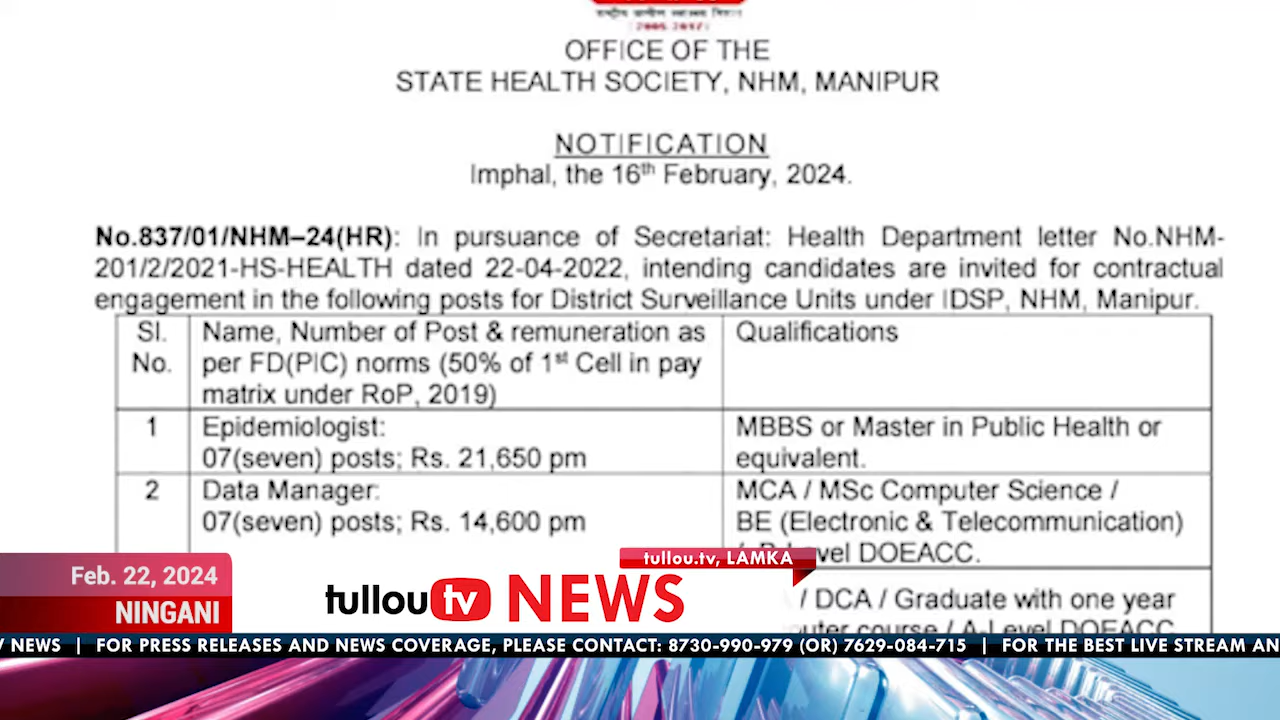 राष्ट्रीय ग्रामीण स्वास्थ्य मिशन
(2005-2012)
OFFICE OF THE
STATE HEALTH SOCIETY, NHM, MANIPUR
NOTIFICATION
Imphal, the 16th February, 2024.
No.837/01/NHM–24(HR): In pursuance of Secretariat: Health Department letter No.NHM-
201/2/2021-HS-HEALTH dated 22-04-2022, intending candidates are invited for contractual
engagement in the following posts for District Surveillance Units under IDSP, NHM, Manipur.
Sl. No. Name, Number of Post & remuneration as per FD(PIC) norms (50% of 1st Cell in pay matrix under RoP, 2019) Qualifications
1 Epidemiologist: MBBS or Master in Public Health or
07(seven) posts; Rs. 21,650 pm equivalent.
2 Data Manager: MCA / MSc Computer Science /
07(seven) posts; Rs. 14,600 pm BE (Electronic & Telecommunication)
DOEACC.
/ DCA / Graduate with one year
course / A-Level DOEACC
tullou.tv, LAMKA
Feb. 22, 2024
NINGANI
tullou tv NEWS
V NEWS | FOR PRESS RELEASES AND NEWS COVERAGE, PLEASE CONTACT: 8730-990-979 (OR) 7629-084-715 | FOR THE BEST LIVE STREAM AN